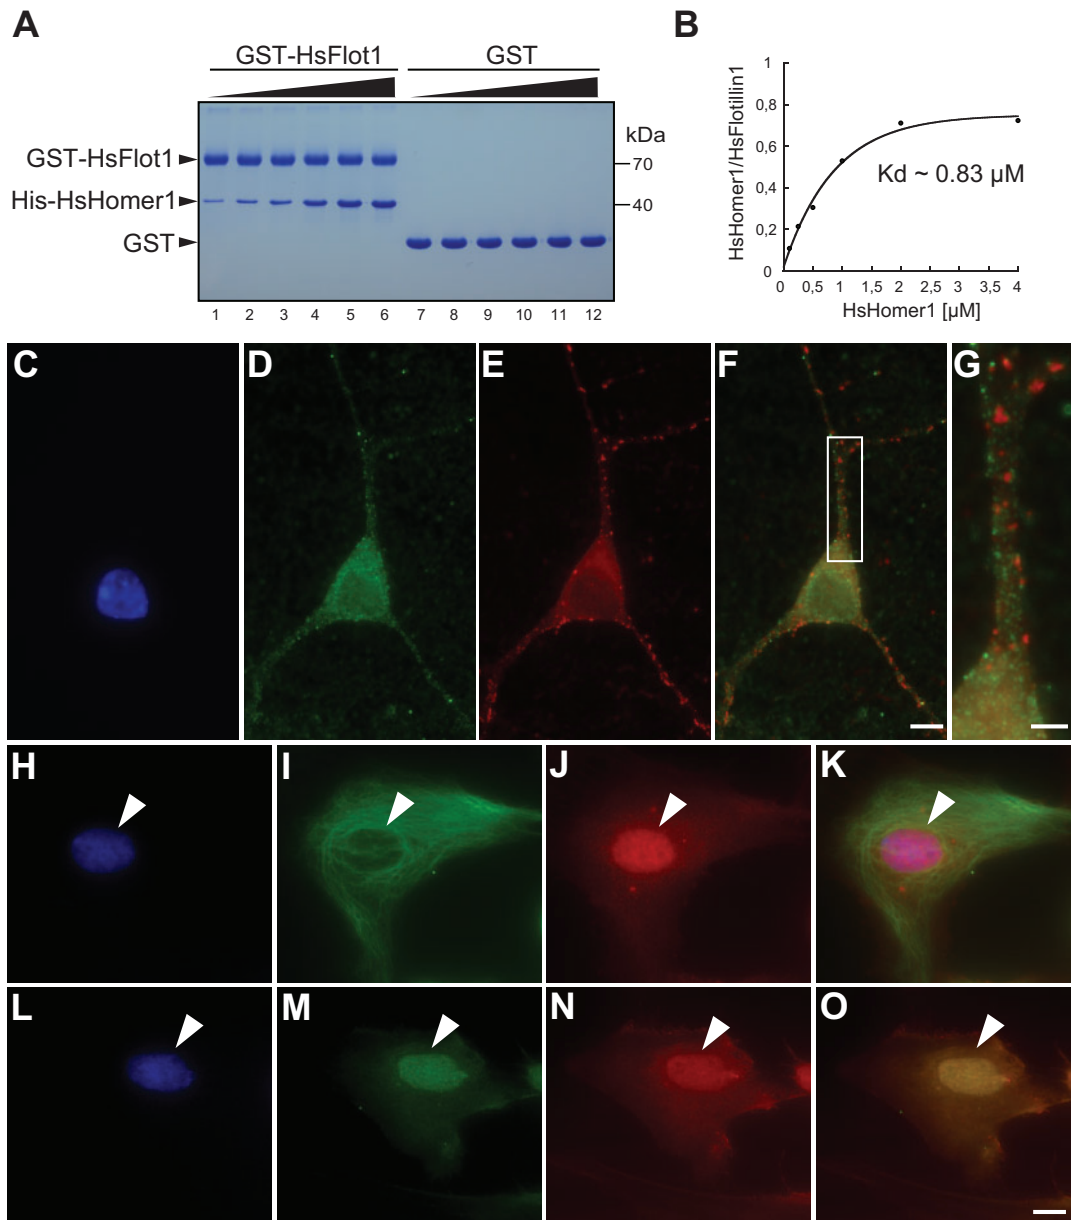 A
GST-HsFlot1 GST
kDa
GST-HsFlot1
70
His-HsHomer1
40
GST
1 2 3 4 5 6 7 8 9 10 11 12
B
HsHomer1/HsFlotillin1
1
0,8
0,6
0,4
0,2
0
Kd ~ 0.83 µM
0 0,5 1 1,5 2 2,5 3 3,5 4
HsHomer1 [µM]
C D E F G
H I J K
L M N O